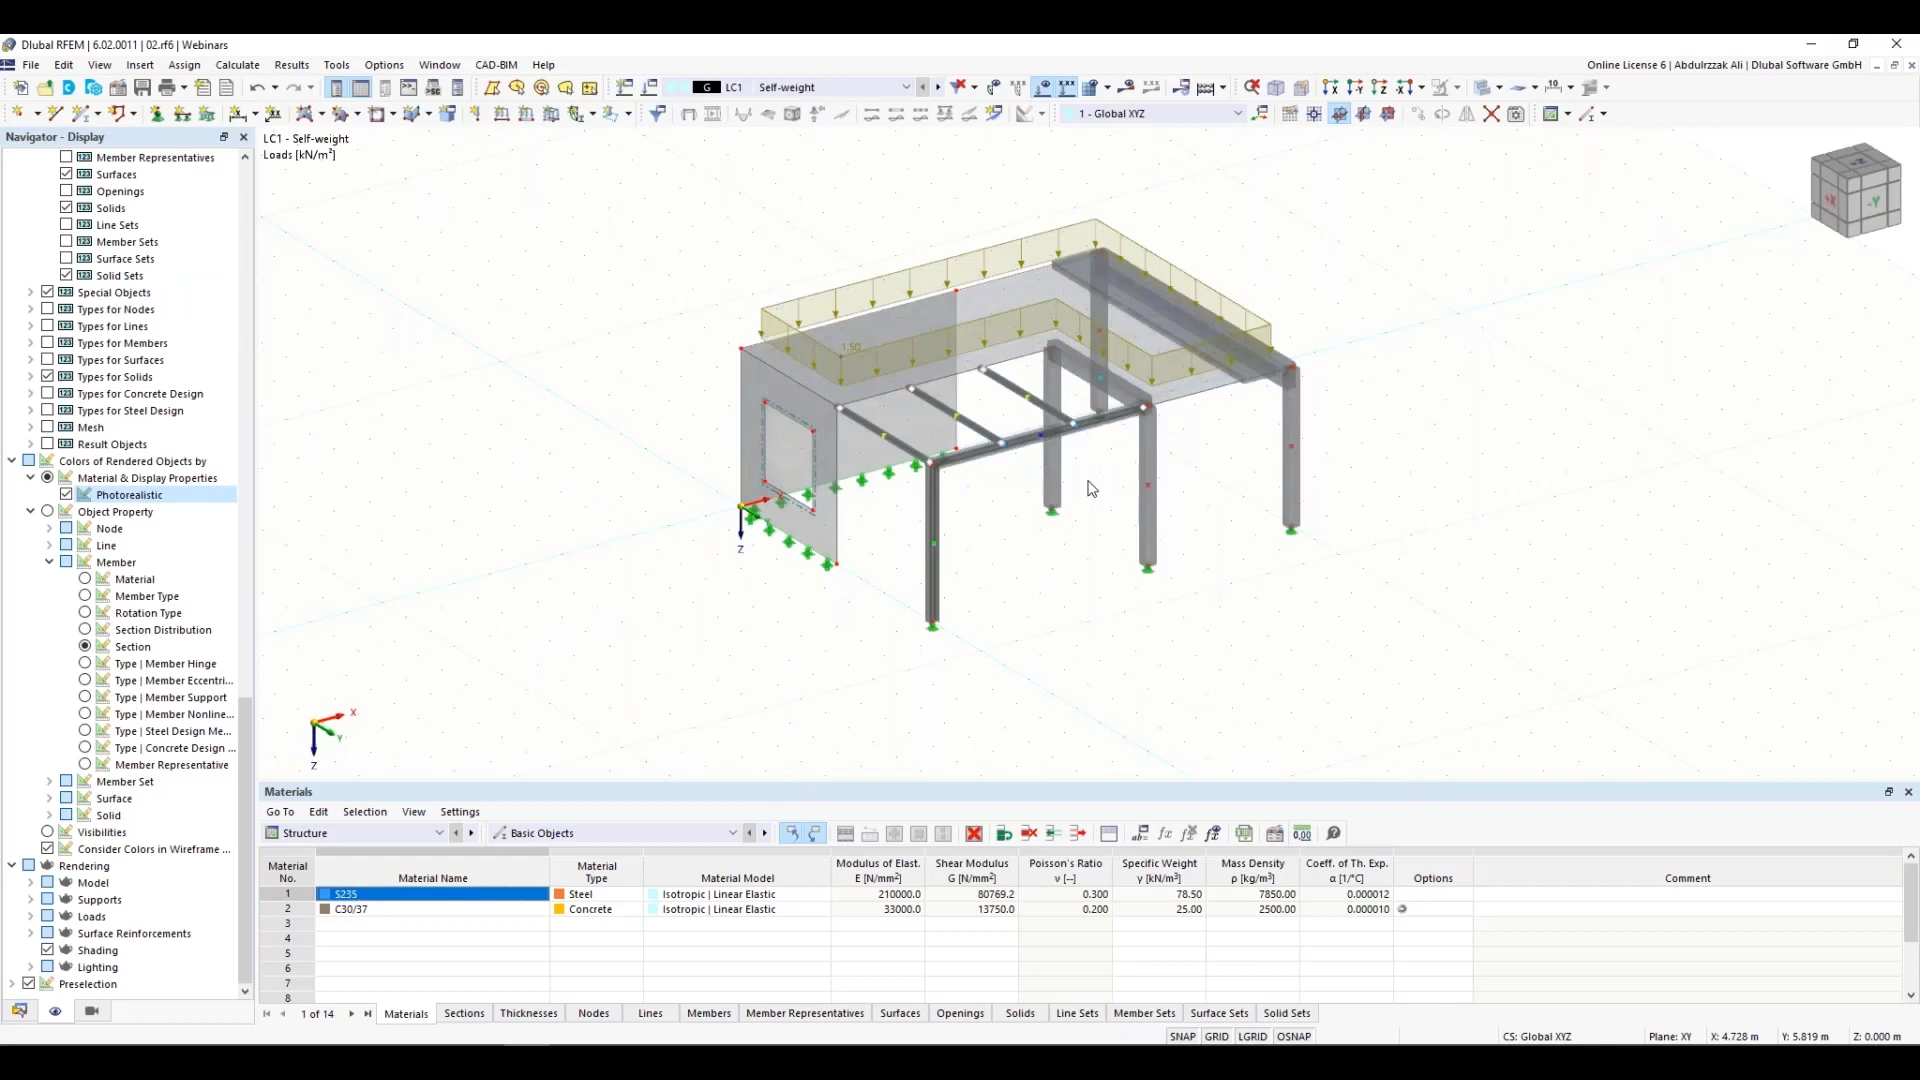 Dlubal RFEM | 6.02.0011 | 02.rf6 | Webinars
File Edit View Insert Assign Calculate Results Tools Options Window CAD-BIM Help
Online License 6 | Abdulrzzak Ali | Dlubal Software GmbH
G LC1 Self-weight
1 - Global XYZ
Navigator - Display
Member Representatives
Surfaces
Openings
Solids
Line Sets
Member Sets
Surface Sets
Solid Sets
Special Objects
Types for Nodes
Types for Lines
Types for Members
Types for Surfaces
Types for Solids
Types for Concrete Design
Types for Steel Design
Mesh
Result Objects
Colors of Rendered Objects by
Material & Display Properties
Photorealistic
Object Property
Node
Line
Member
Material
Member Type
Rotation Type
Section Distribution
Section
Type | Member Hinge
Type | Member Eccentri...
Type | Member Support
Type | Member Nonline...
Type | Steel Design Me...
Type | Concrete Design ...
Member Representative
Member Set
Surface
Solid
Visibilities
Consider Colors in Wireframe ...
Rendering
Model
Supports
Loads
Surface Reinforcements
Shading
Lighting
Preselection
LC1 - Self-weight
Loads [kN/m²]
1.50
X
Z
X
Y
Z
+Z
+X
-Y
Materials
Go To Edit Selection View Settings
Structure Basic Objects
Material No. Material Name Material Type Material Model Modulus of Elast. E [N/mm²] Shear Modulus G [N/mm²] Poisson's Ratio ν [--] Specific Weight γ [kN/m³] Mass Density ρ [kg/m³] Coeff. of Th. Exp. α [1/°C] Options Comment
1 S235 Steel Isotropic | Linear Elastic 210000.0 80769.2 0.300 78.50 7850.00 0.000012
2 C30/37 Concrete Isotropic | Linear Elastic 33000.0 13750.0 0.200 25.00 2500.00 0.000010
3
4
5
6
7
8
1 of 14 Materials Sections Thicknesses Nodes Lines Members Member Representatives Surfaces Openings Solids Line Sets Member Sets Surface Sets Solid Sets
SNAP GRID LGRID OSNAP CS: Global XYZ Plane: XY X: 4.728 m Y: 5.819 m Z: 0.000 m